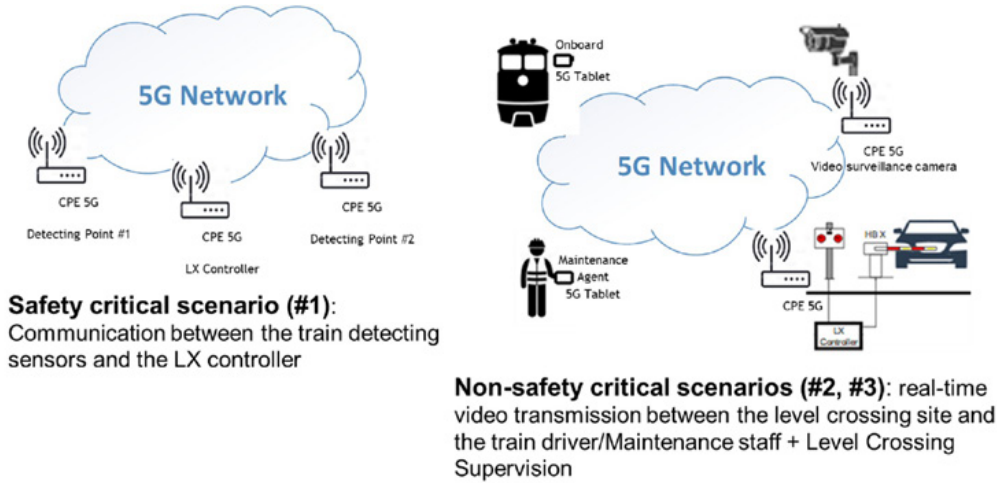 5G Network
CPE 5G
Detecting Point #1
CPE 5G
LX Controller
CPE 5G
Detecting Point #2
Safety critical scenario (#1):
Communication between the train detecting
sensors and the LX controller
Onboard
5G Tablet
5G Network
CPE 5G
Video surveillance camera
Maintenance
Agent
5G Tablet
CPE 5G
HBX
LX
Controller
Non-safety critical scenarios (#2, #3): real-time
video transmission between the level crossing site and
the train driver/Maintenance staff + Level Crossing
Supervision